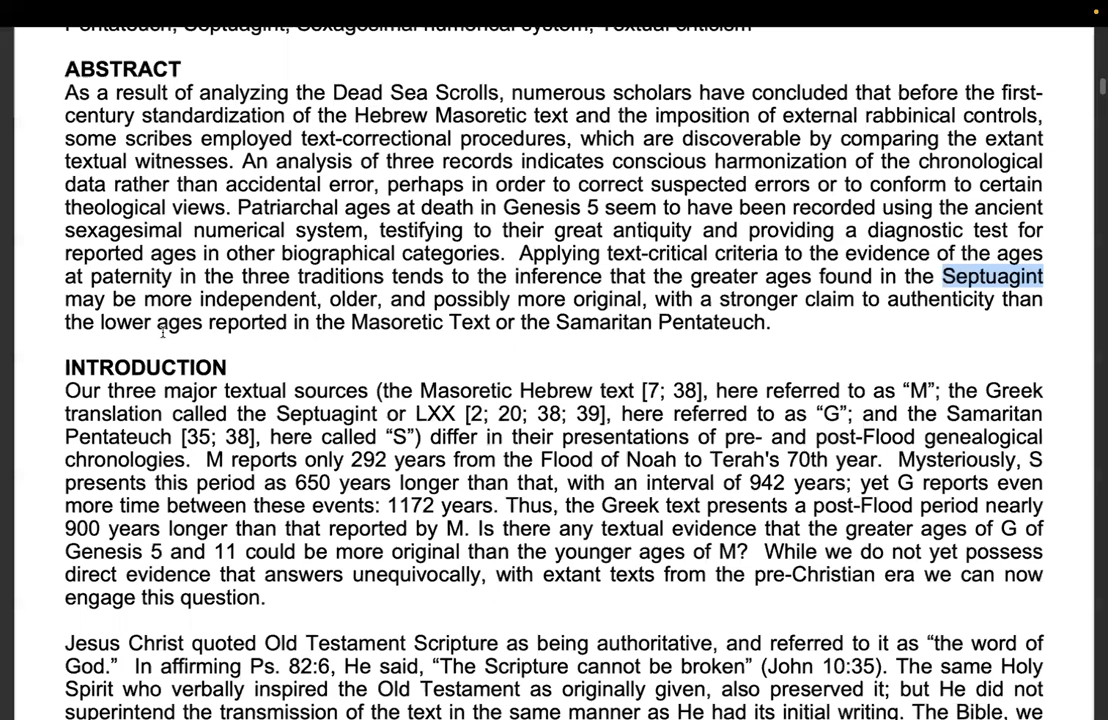 Pentateuch, Septuagint, Sexagesimal numerical system, Textual criticism
ABSTRACT
As a result of analyzing the Dead Sea Scrolls, numerous scholars have concluded that before the first-
century standardization of the Hebrew Masoretic text and the imposition of external rabbinical controls,
some scribes employed text-correctional procedures, which are discoverable by comparing the extant
textual witnesses. An analysis of three records indicates conscious harmonization of the chronological
data rather than accidental error, perhaps in order to correct suspected errors or to conform to certain
theological views. Patriarchal ages at death in Genesis 5 seem to have been recorded using the ancient
sexagesimal numerical system, testifying to their great antiquity and providing a diagnostic test for
reported ages in other biographical categories.  Applying text-critical criteria to the evidence of the ages
at paternity in the three traditions tends to the inference that the greater ages found in the Septuagint
may be more independent, older, and possibly more original, with a stronger claim to authenticity than
the lower ages reported in the Masoretic Text or the Samaritan Pentateuch.
INTRODUCTION
Our three major textual sources (the Masoretic Hebrew text [7; 38], here referred to as “M”; the Greek
translation called the Septuagint or LXX [2; 20; 38; 39], here referred to as “G”; and the Samaritan
Pentateuch [35; 38], here called “S”) differ in their presentations of pre- and post-Flood genealogical
chronologies.  M reports only 292 years from the Flood of Noah to Terah's 70th year.  Mysteriously, S
presents this period as 650 years longer than that, with an interval of 942 years; yet G reports even
more time between these events: 1172 years. Thus, the Greek text presents a post-Flood period nearly
900 years longer than that reported by M. Is there any textual evidence that the greater ages of G of
Genesis 5 and 11 could be more original than the younger ages of M?  While we do not yet possess
direct evidence that answers unequivocally, with extant texts from the pre-Christian era we can now
engage this question.
Jesus Christ quoted Old Testament Scripture as being authoritative, and referred to it as “the word of
God.”  In affirming Ps. 82:6, He said, “The Scripture cannot be broken” (John 10:35). The same Holy
Spirit who verbally inspired the Old Testament as originally given, also preserved it; but He did not
superintend the transmission of the text in the same manner as He had its initial writing. The Bible, we